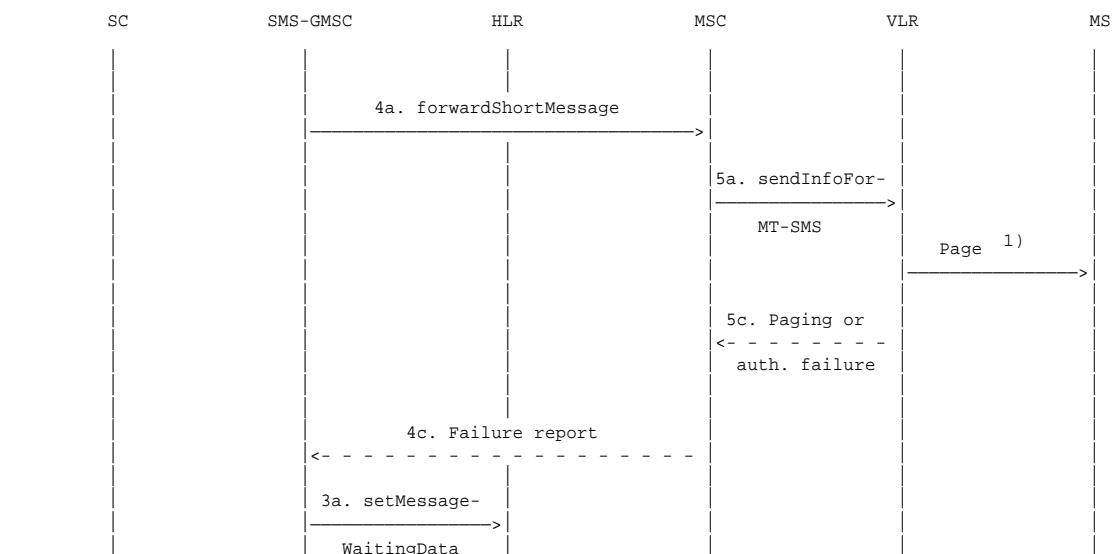 SC SMS-GMSC HLR MSC VLR MS
4a. forwardShortMessage
5a. sendInfoFor-
MT-SMS
Page 1)
5c. Paging or
auth. failure
4c. Failure report
3a. setMessage-
WaitingData